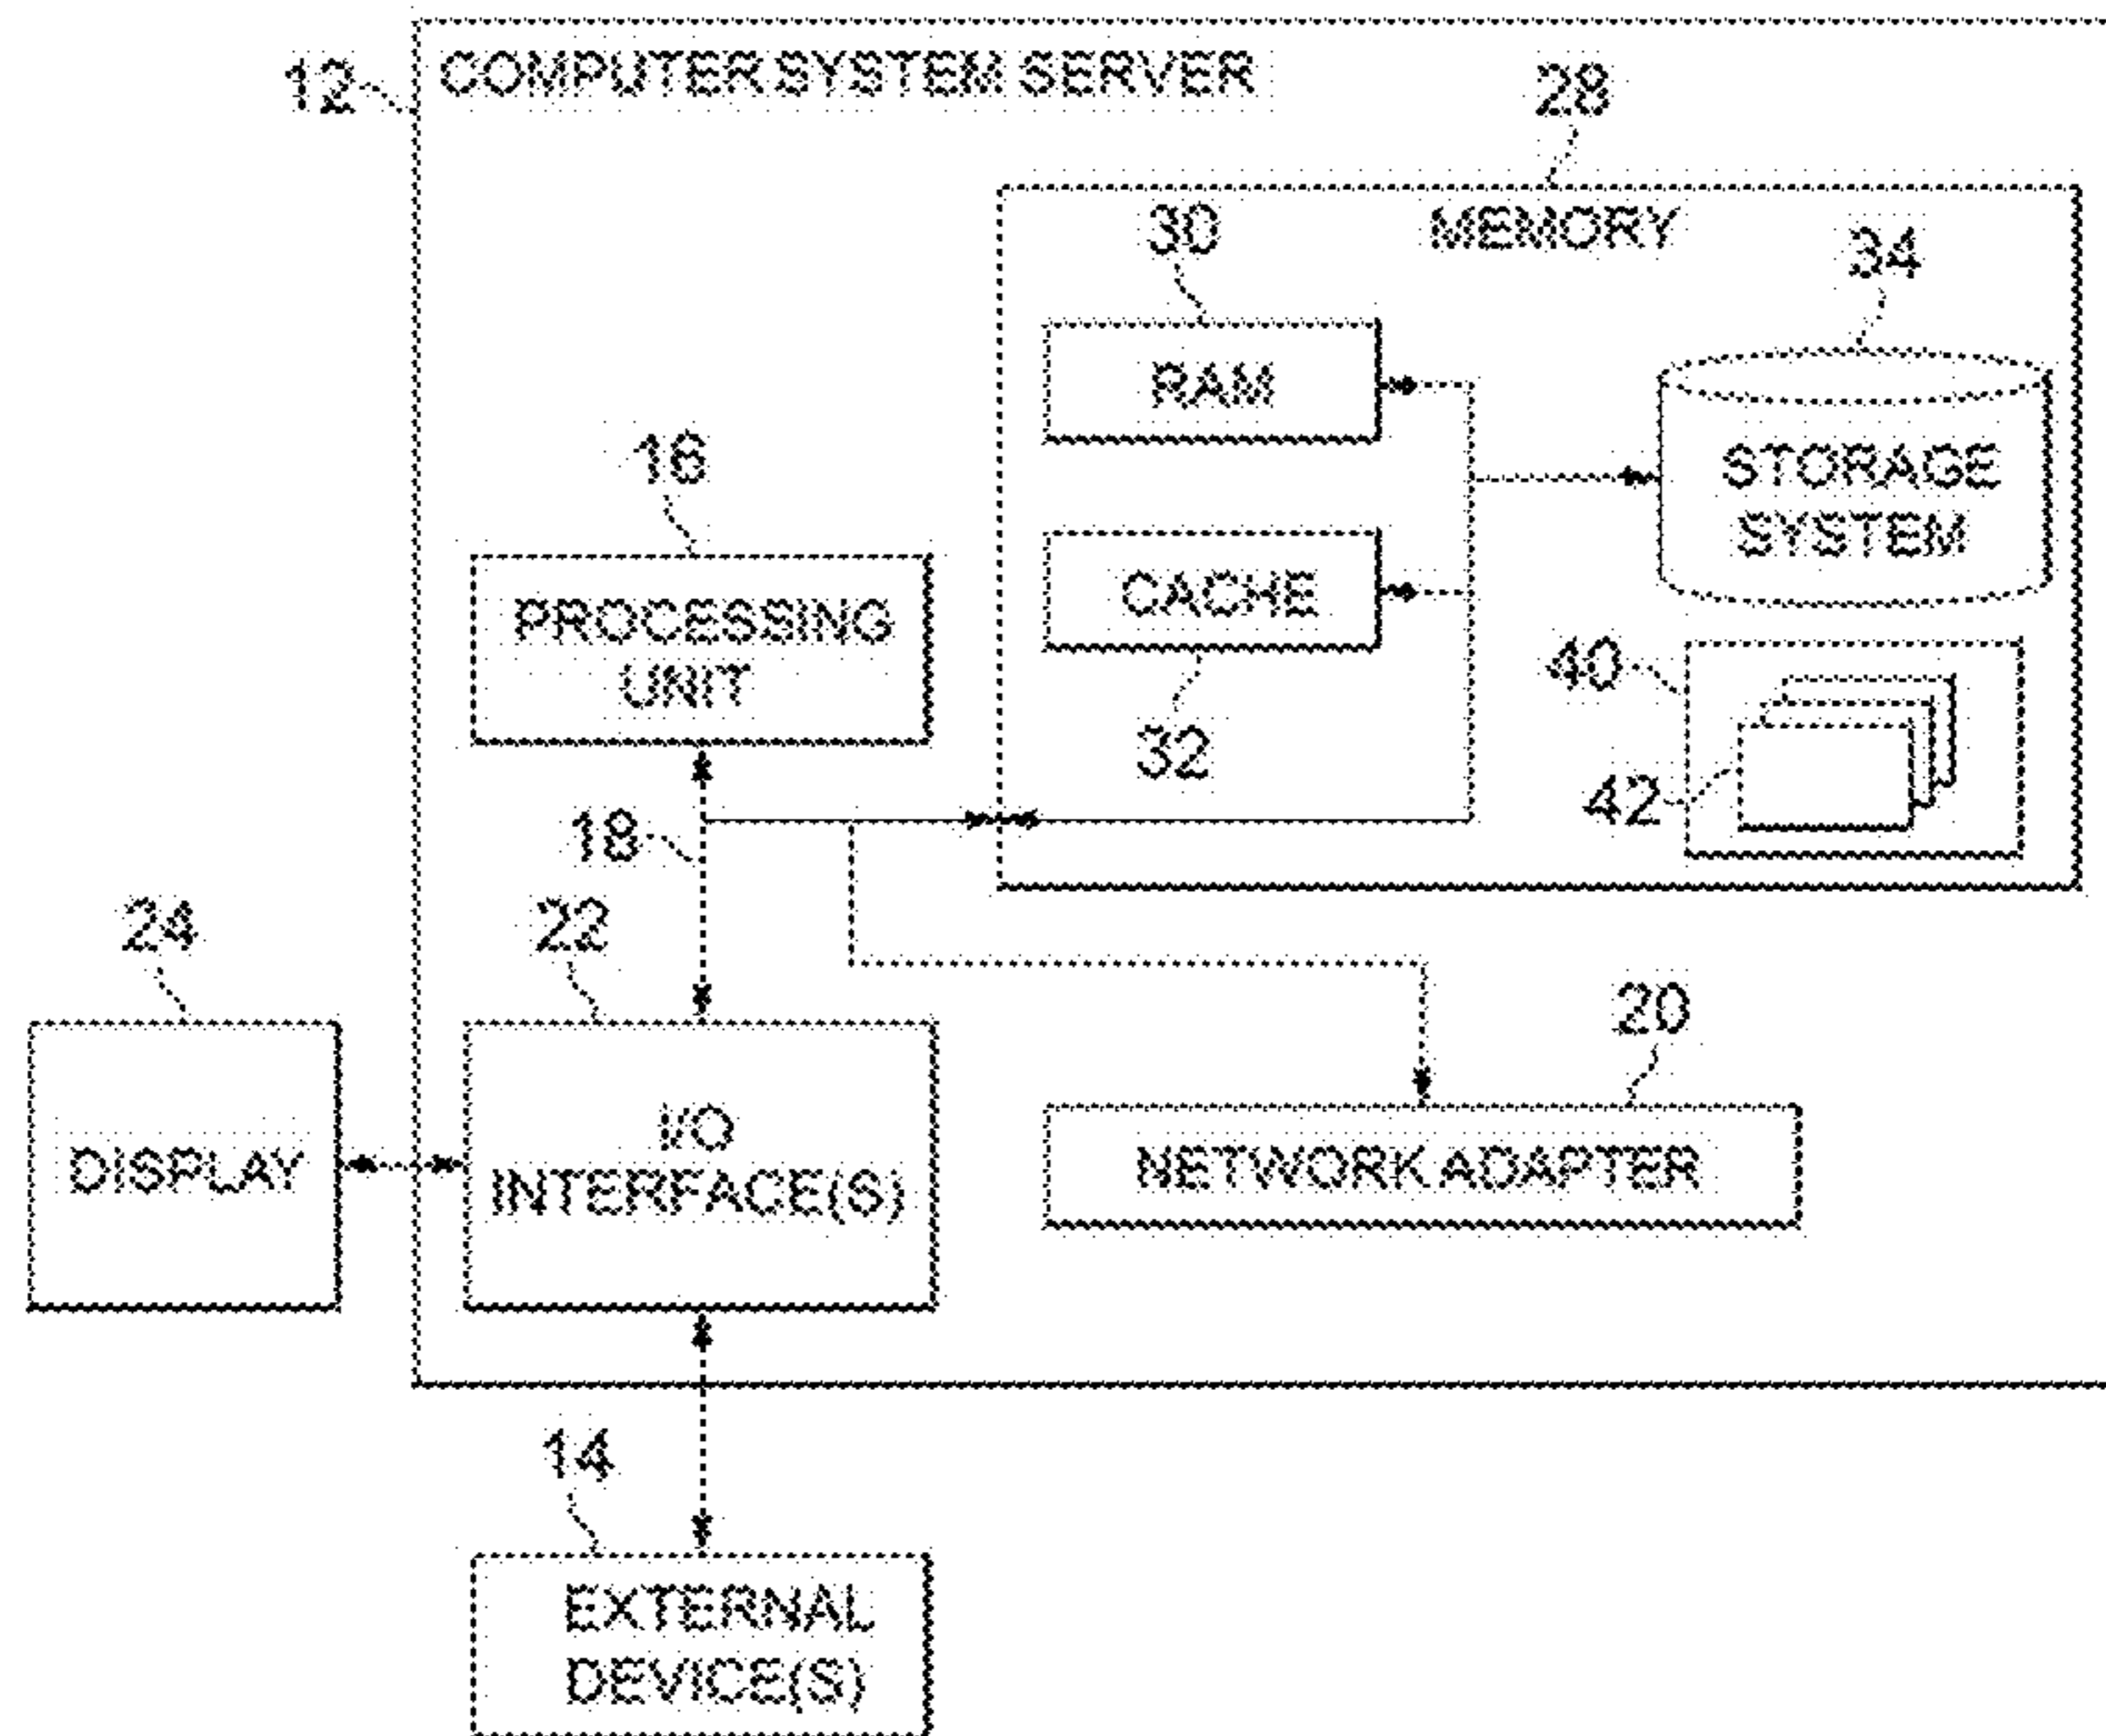 12
COMPUTER SYSTEM SERVER
28
30
MEMORY
34
RAM
16
STORAGE
SYSTEM
CACHE
PROCESSING
UNIT
40
32
42
18
24
22
20
I/O
INTERFACE(S)
DISPLAY
NETWORK ADAPTER
14
EXTERNAL
DEVICE(S)